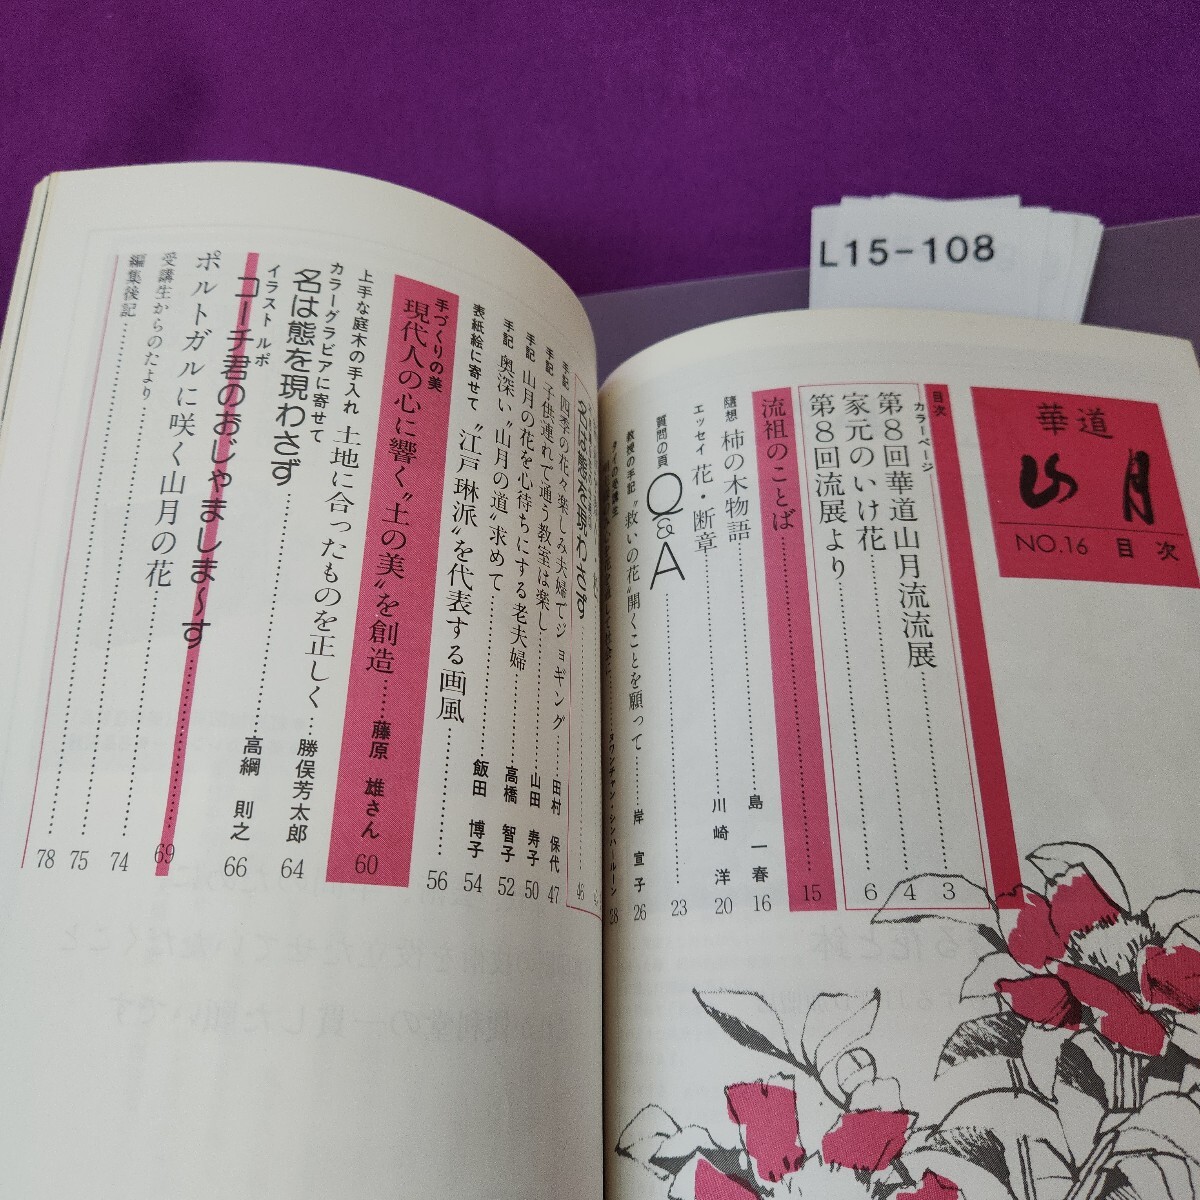 L15-108
華道
山月
NO.16 目次
目次
カラーページ
第8回華道山月流流展……3
家元のいけ花……4
第8回流展より……6
流祖のことば……15
随想 柿の木物語……島 一春 16
エッセイ 花・断章……川崎 洋 20
質問の頁 Q&A……23
教授の手記 “救いの花”開くことを願って……岸 宣子 26
手記 四季の花々楽しみ夫婦でジョギング……田村 保代 47
手記 子供連れて通う教室は楽し……山田 寿子 50
手記 山月の花を心待ちにする老夫婦……高橋 智子 52
手記 奥深い“山月の道”求めて……飯田 博子 54
表紙絵に寄せて “江戸琳派”を代表する画風……56
手づくりの美
現代人の心に響く“土の美”を創造……藤原 雄さん 60
上手な庭木の手入れ 土地に合ったものを正しく……勝俣芳太郎 64
カラーグラビアに寄せて
名は態を現わさず……高綱 則之 66
イラストルポ
コーチ君のおじゃましま〜す……69
ポルトガルに咲く山月の花……74
受講生からのたより……75
編集後記……78